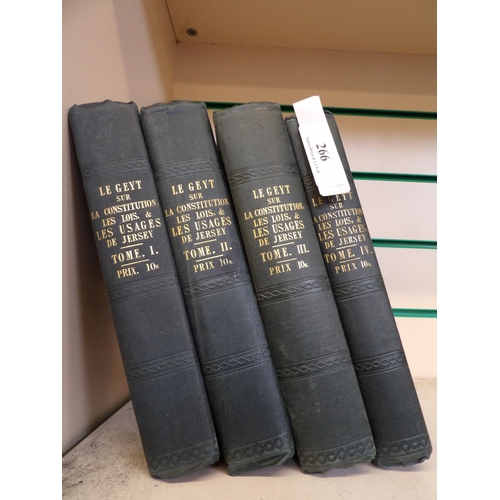 LE GEYT
SUR
LA CONSTITUTION,
LES LOIS, &
LES USAGES
DE JERSEY
TOME. I.
PRIX. 10s
LE GEYT
SUR
LA CONSTITUTION
LES LOIS, &
LES USAGES
DE JERSEY
TOME. II.
PRIX 10s
LE GEYT
SUR
LA CONSTITUTION,
LES LOIS, &
LES USAGES
DE JERSEY
TOME. III.
PRIX 10s.
266
SUR
LA CONSTITUTION,
LES LOIS, &
LES USAGES
DE JERSEY
TOME. IV.
PRIX 10s.